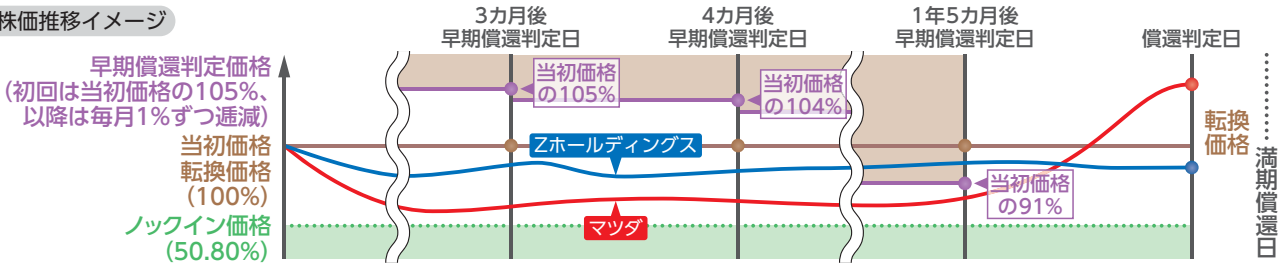 株価推移イメージ
3カ月後
早期償還判定日
4カ月後
早期償還判定日
1年5カ月後
早期償還判定日
償還判定日
早期償還判定価格
(初回は当初価格の105%、
以降は毎月1%ずつ逓減)
当初価格
転換価格
(100%)
ノックイン価格
(50.80%)
当初価格
の105%
当初価格
の104%
Zホールディングス
マツダ
当初価格
の91%
転換
価格
満期償還日